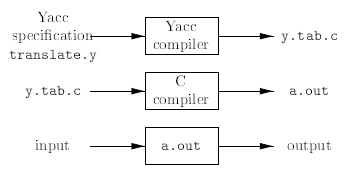 Yacc
specification
translate.y
Yacc
compiler
y.tab.c
y.tab.c
C
compiler
a.out
input
a.out
output